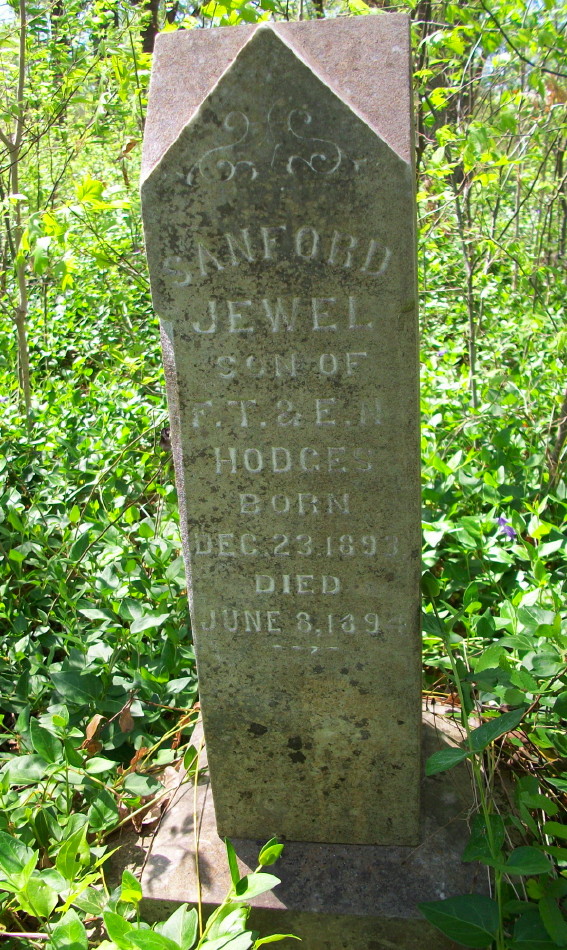 SANFORD
JEWEL
SON OF
F. T. & E. N.
HODGES
BORN
DEC. 23, 1893
DIED
JUNE 8, 1894